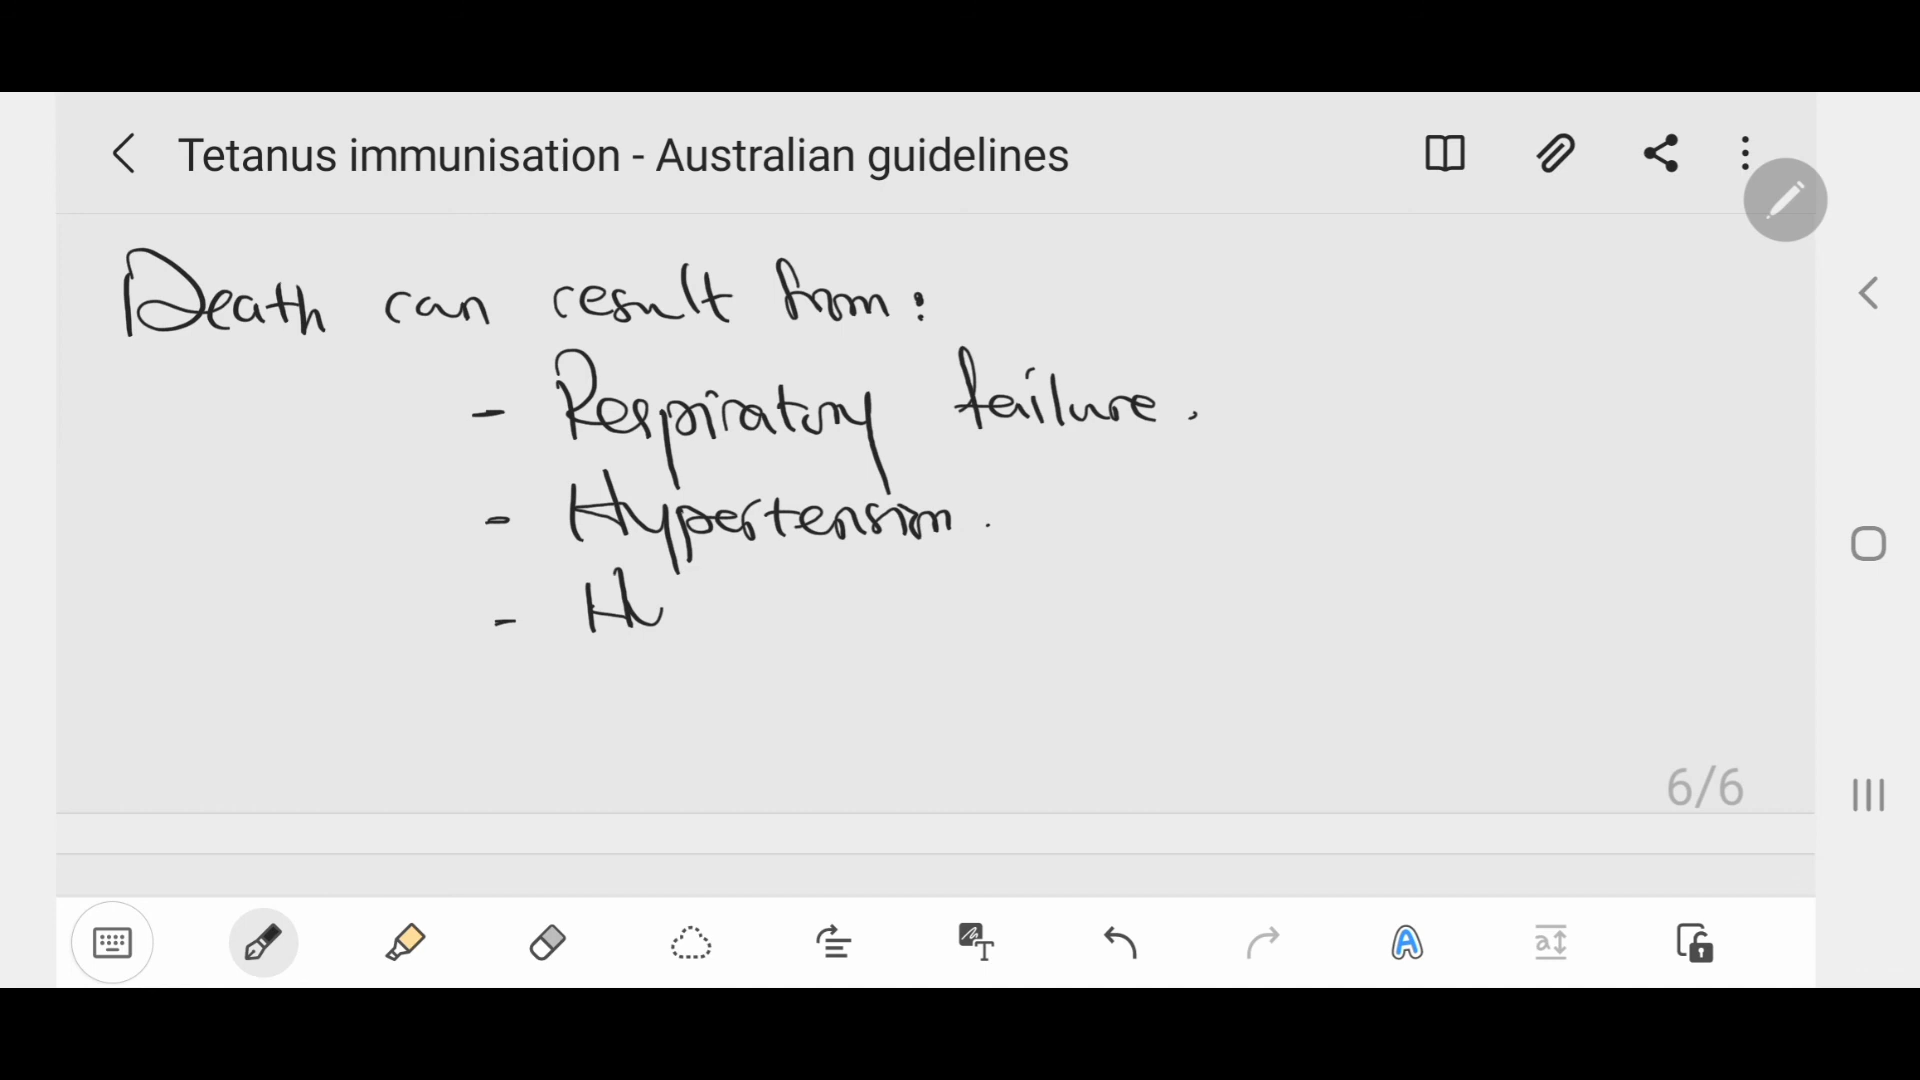 Tetanus immunisation - Australian guidelines
Death can result from:
- Respiratory failure.
- Hypertension.
-
6/6